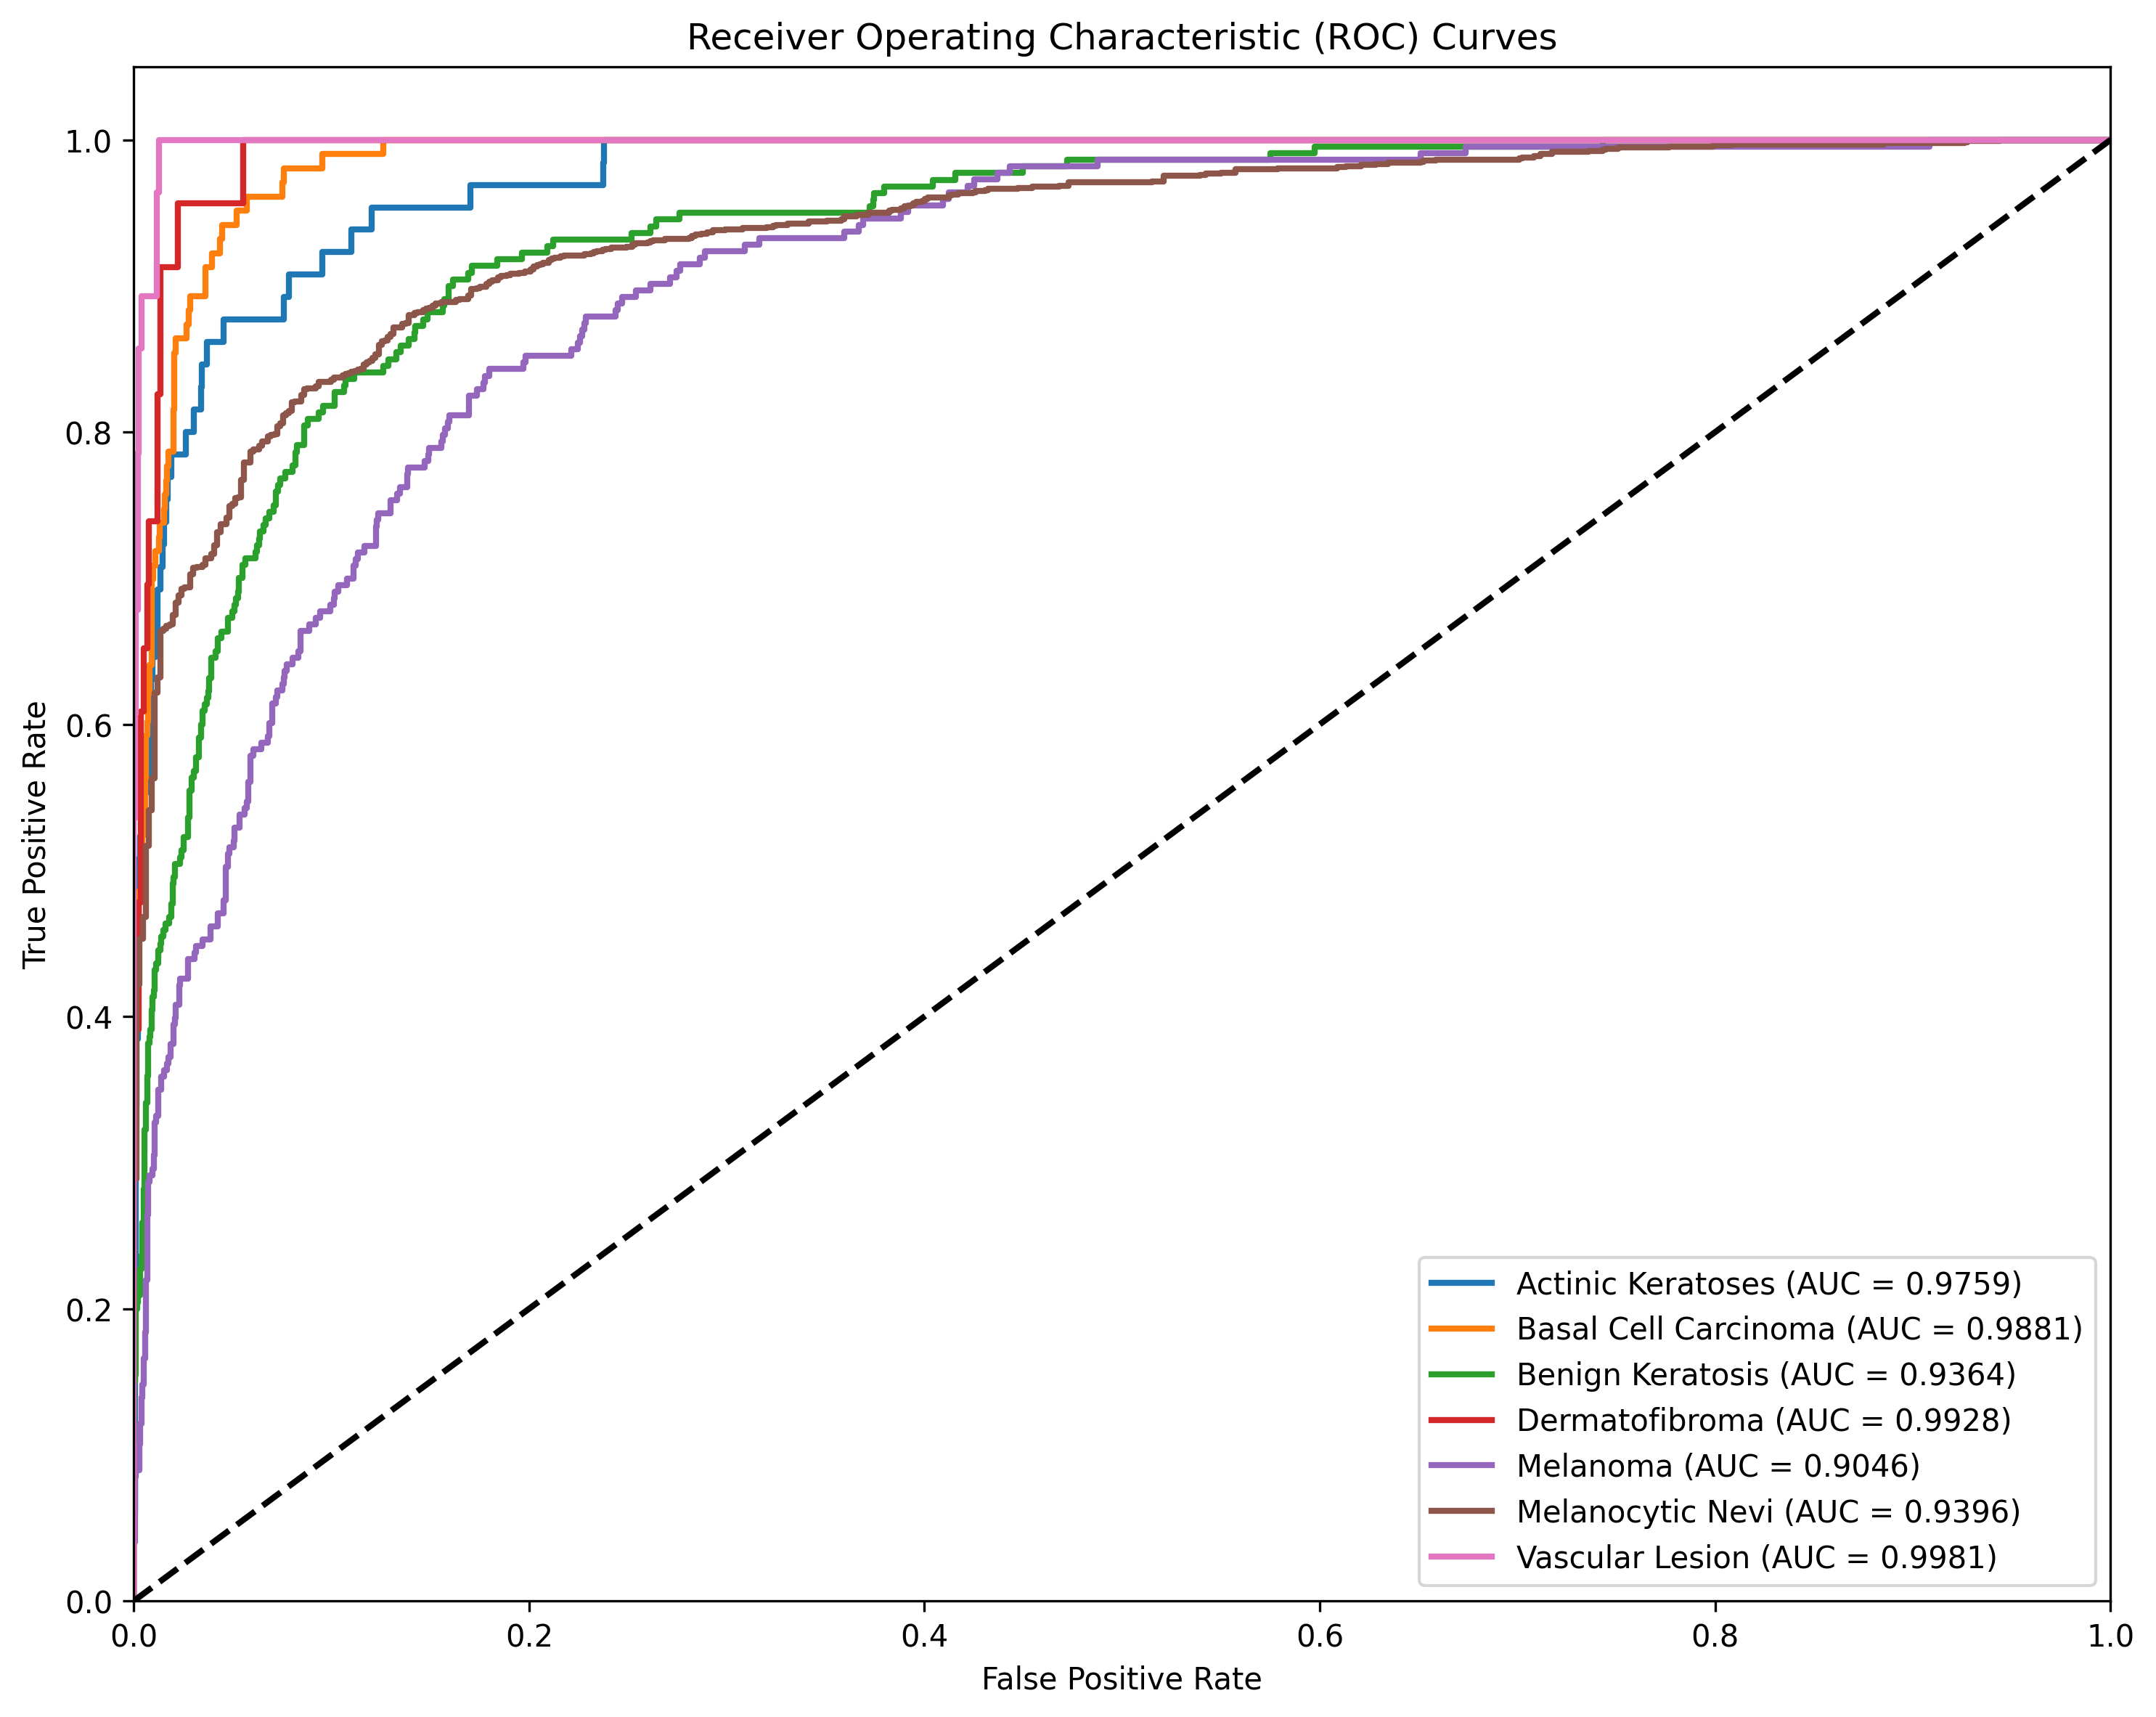 Receiver Operating Characteristic (ROC) Curves
1.0
0.8
0.6
0.4
0.2
0.0
True Positive Rate
0.0 0.2 0.4 0.6 0.8 1.0
False Positive Rate
Actinic Keratoses (AUC = 0.9759)
Basal Cell Carcinoma (AUC = 0.9881)
Benign Keratosis (AUC = 0.9364)
Dermatofibroma (AUC = 0.9928)
Melanoma (AUC = 0.9046)
Melanocytic Nevi (AUC = 0.9396)
Vascular Lesion (AUC = 0.9981)